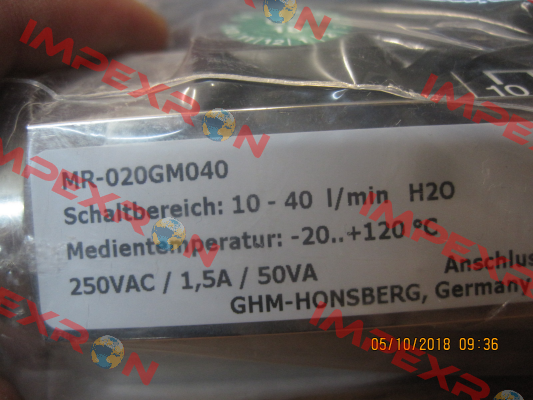 10
MR-020GM040
Schaltbereich: 10 - 40 l/min H2O
Medientemperatur: -20..+120 °C
250VAC / 1,5A / 50VA
Anschlus
GHM-HONSBERG, Germany
05/10/2018 09:36
IMPEXRON
IMPEXRON
IMPEXRON
IMPEXRON
IMPEXRON